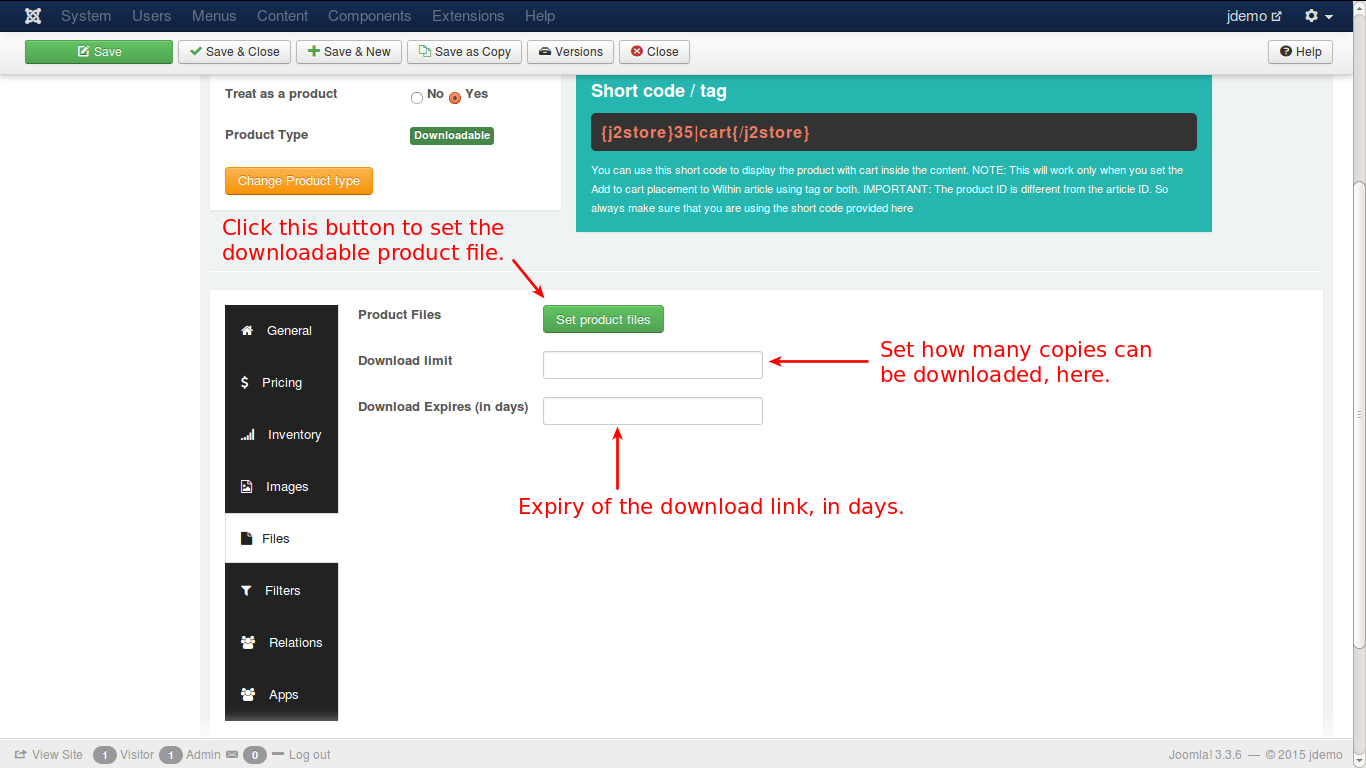 System Users Menus Content Components Extensions Help jdemo
Save Save & Close Save & New Save as Copy Versions Close Help
Treat as a product No Yes
Product Type Downloadable
Change Product type
Short code / tag
{j2store}35|cart{/j2store}
You can use this short code to display the product with cart inside the content. NOTE: This will work only when you set the
Add to cart placement to Within article using tag or both. IMPORTANT: The product ID is different from the article ID. So
always make sure that you are using the short code provided here
Click this button to set the
downloadable product file.
General
Pricing
Inventory
Images
Files
Filters
Relations
Apps
Product Files Set product files
Download limit
Download Expires (in days)
Set how many copies can
be downloaded, here.
Expiry of the download link, in days.
View Site 1 Visitor 1 Admin 0 Log out Joomla! 3.3.6 — © 2015 jdemo